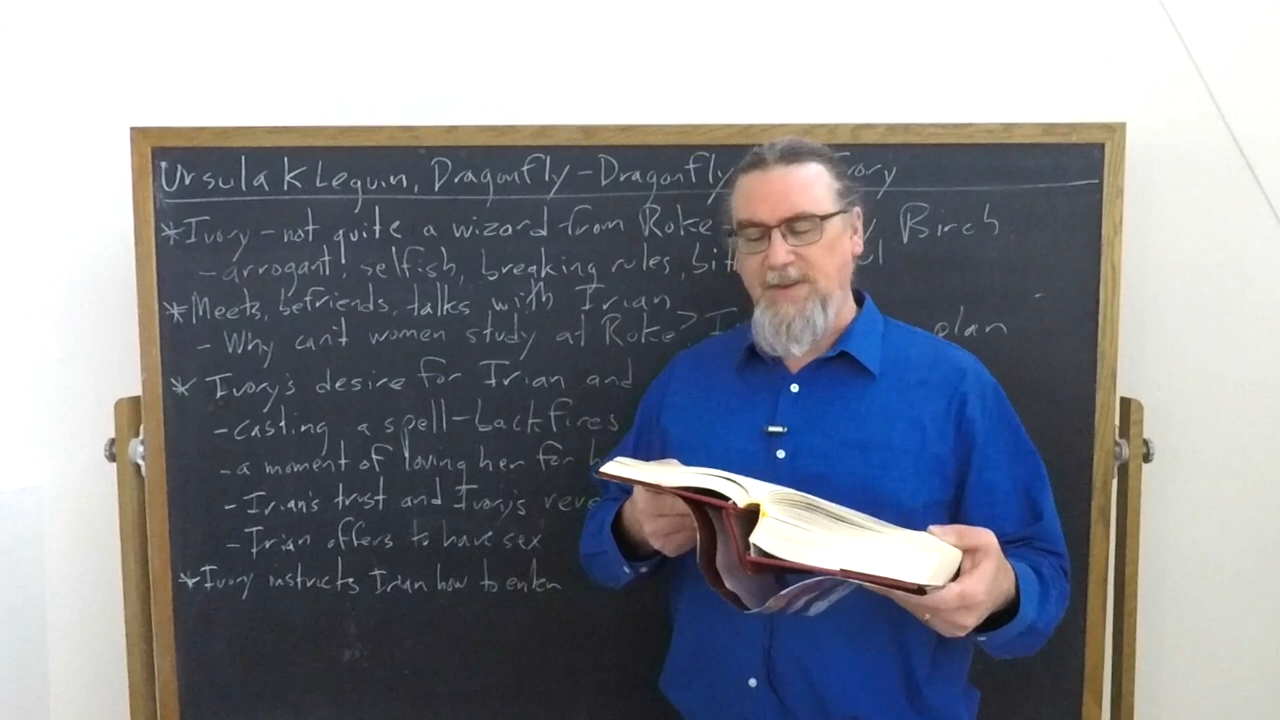 Ursula K Leguin, Dragonfly - Dragonfly Ivory
* Ivory - not quite a wizard from Roke Birch
- arrogant, selfish, breaking rules,
* Meets, befriends, talks with Irian
- Why can't women study at Roke? plan
* Ivory's desire for Irian and
- casting a spell - backfires
- a moment of loving her for
- Irian's trust and Ivory's
- Irian offers to have sex
* Ivory instructs Irian how to enter